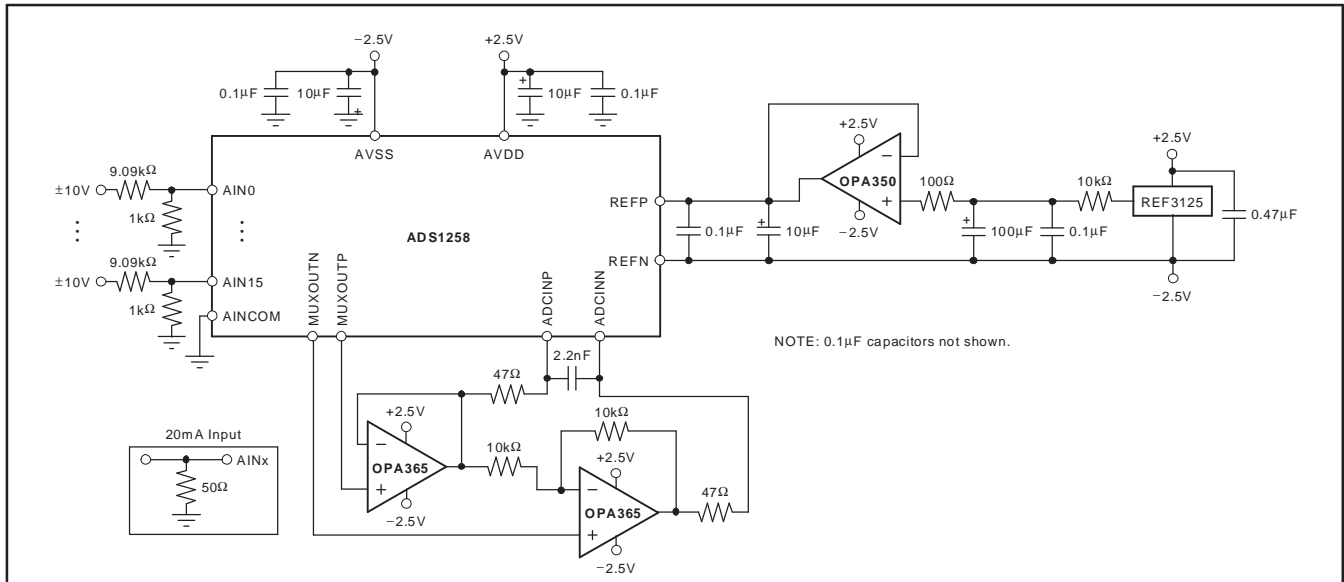 −2.5V +2.5V
0.1μF 10μF + + 10μF 0.1μF
AVSS AVDD
+2.5V +2.5V
9.09kΩ
±10V AIN0
1kΩ
REFP OPA350 − + 100Ω 10kΩ REF3125
−2.5V
0.1μF + 10μF + 100μF 0.1μF 0.47μF
ADS1258
REFN
−2.5V
9.09kΩ
±10V AIN15
1kΩ
AINCOM
MUXOUTN
MUXOUTP
ADCINP
ADCINN
NOTE: 0.1μF capacitors not shown.
2.2nF
47Ω
+2.5V
− OPA365 +
−2.5V
10kΩ
10kΩ
+2.5V
− OPA365 +
−2.5V
47Ω
20mA Input
AINx
50Ω